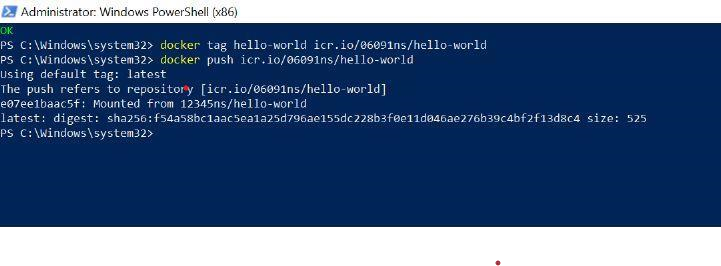 Administrator: Windows PowerShell (x86)
OK
PS C:\Windows\system32> docker tag hello-world icr.io/06091ns/hello-world
PS C:\Windows\system32> docker push icr.io/06091ns/hello-world
Using default tag: latest
The push refers to repository [icr.io/06091ns/hello-world]
e07ee1baac5f: Mounted from 12345ns/hello-world
latest: digest: sha256:f54a58bc1aac5ea1a25d796ae155dc228b3f0e11d046ae276b39c4bf2f13d8c4 size: 525
PS C:\Windows\system32>